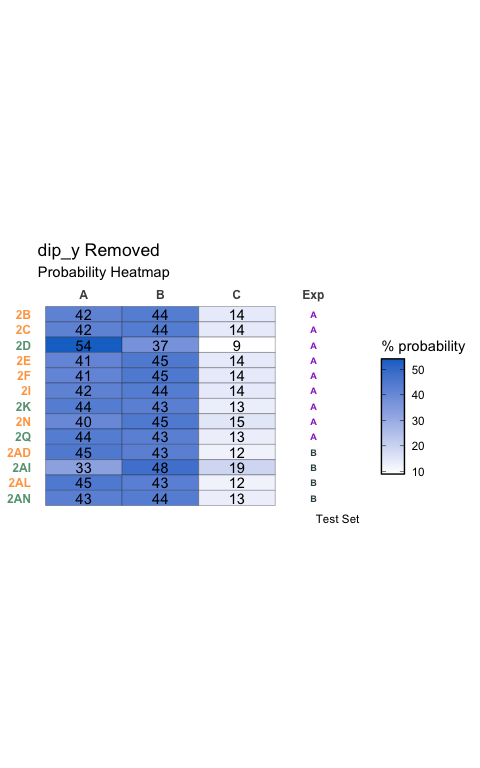 dip_y Removed
Probability Heatmap
A B C Exp
2B 42 44 14 A
2C 42 44 14 A
2D 54 37 9 A
2E 41 45 14 A
2F 41 45 14 A
2I 42 44 14 A
2K 44 43 13 A
2N 40 45 15 A
2Q 44 43 13 A
2AD 45 43 12 B
2AI 33 48 19 B
2AL 45 43 12 B
2AN 43 44 13 B
Test Set
% probability
50
40
30
20
10